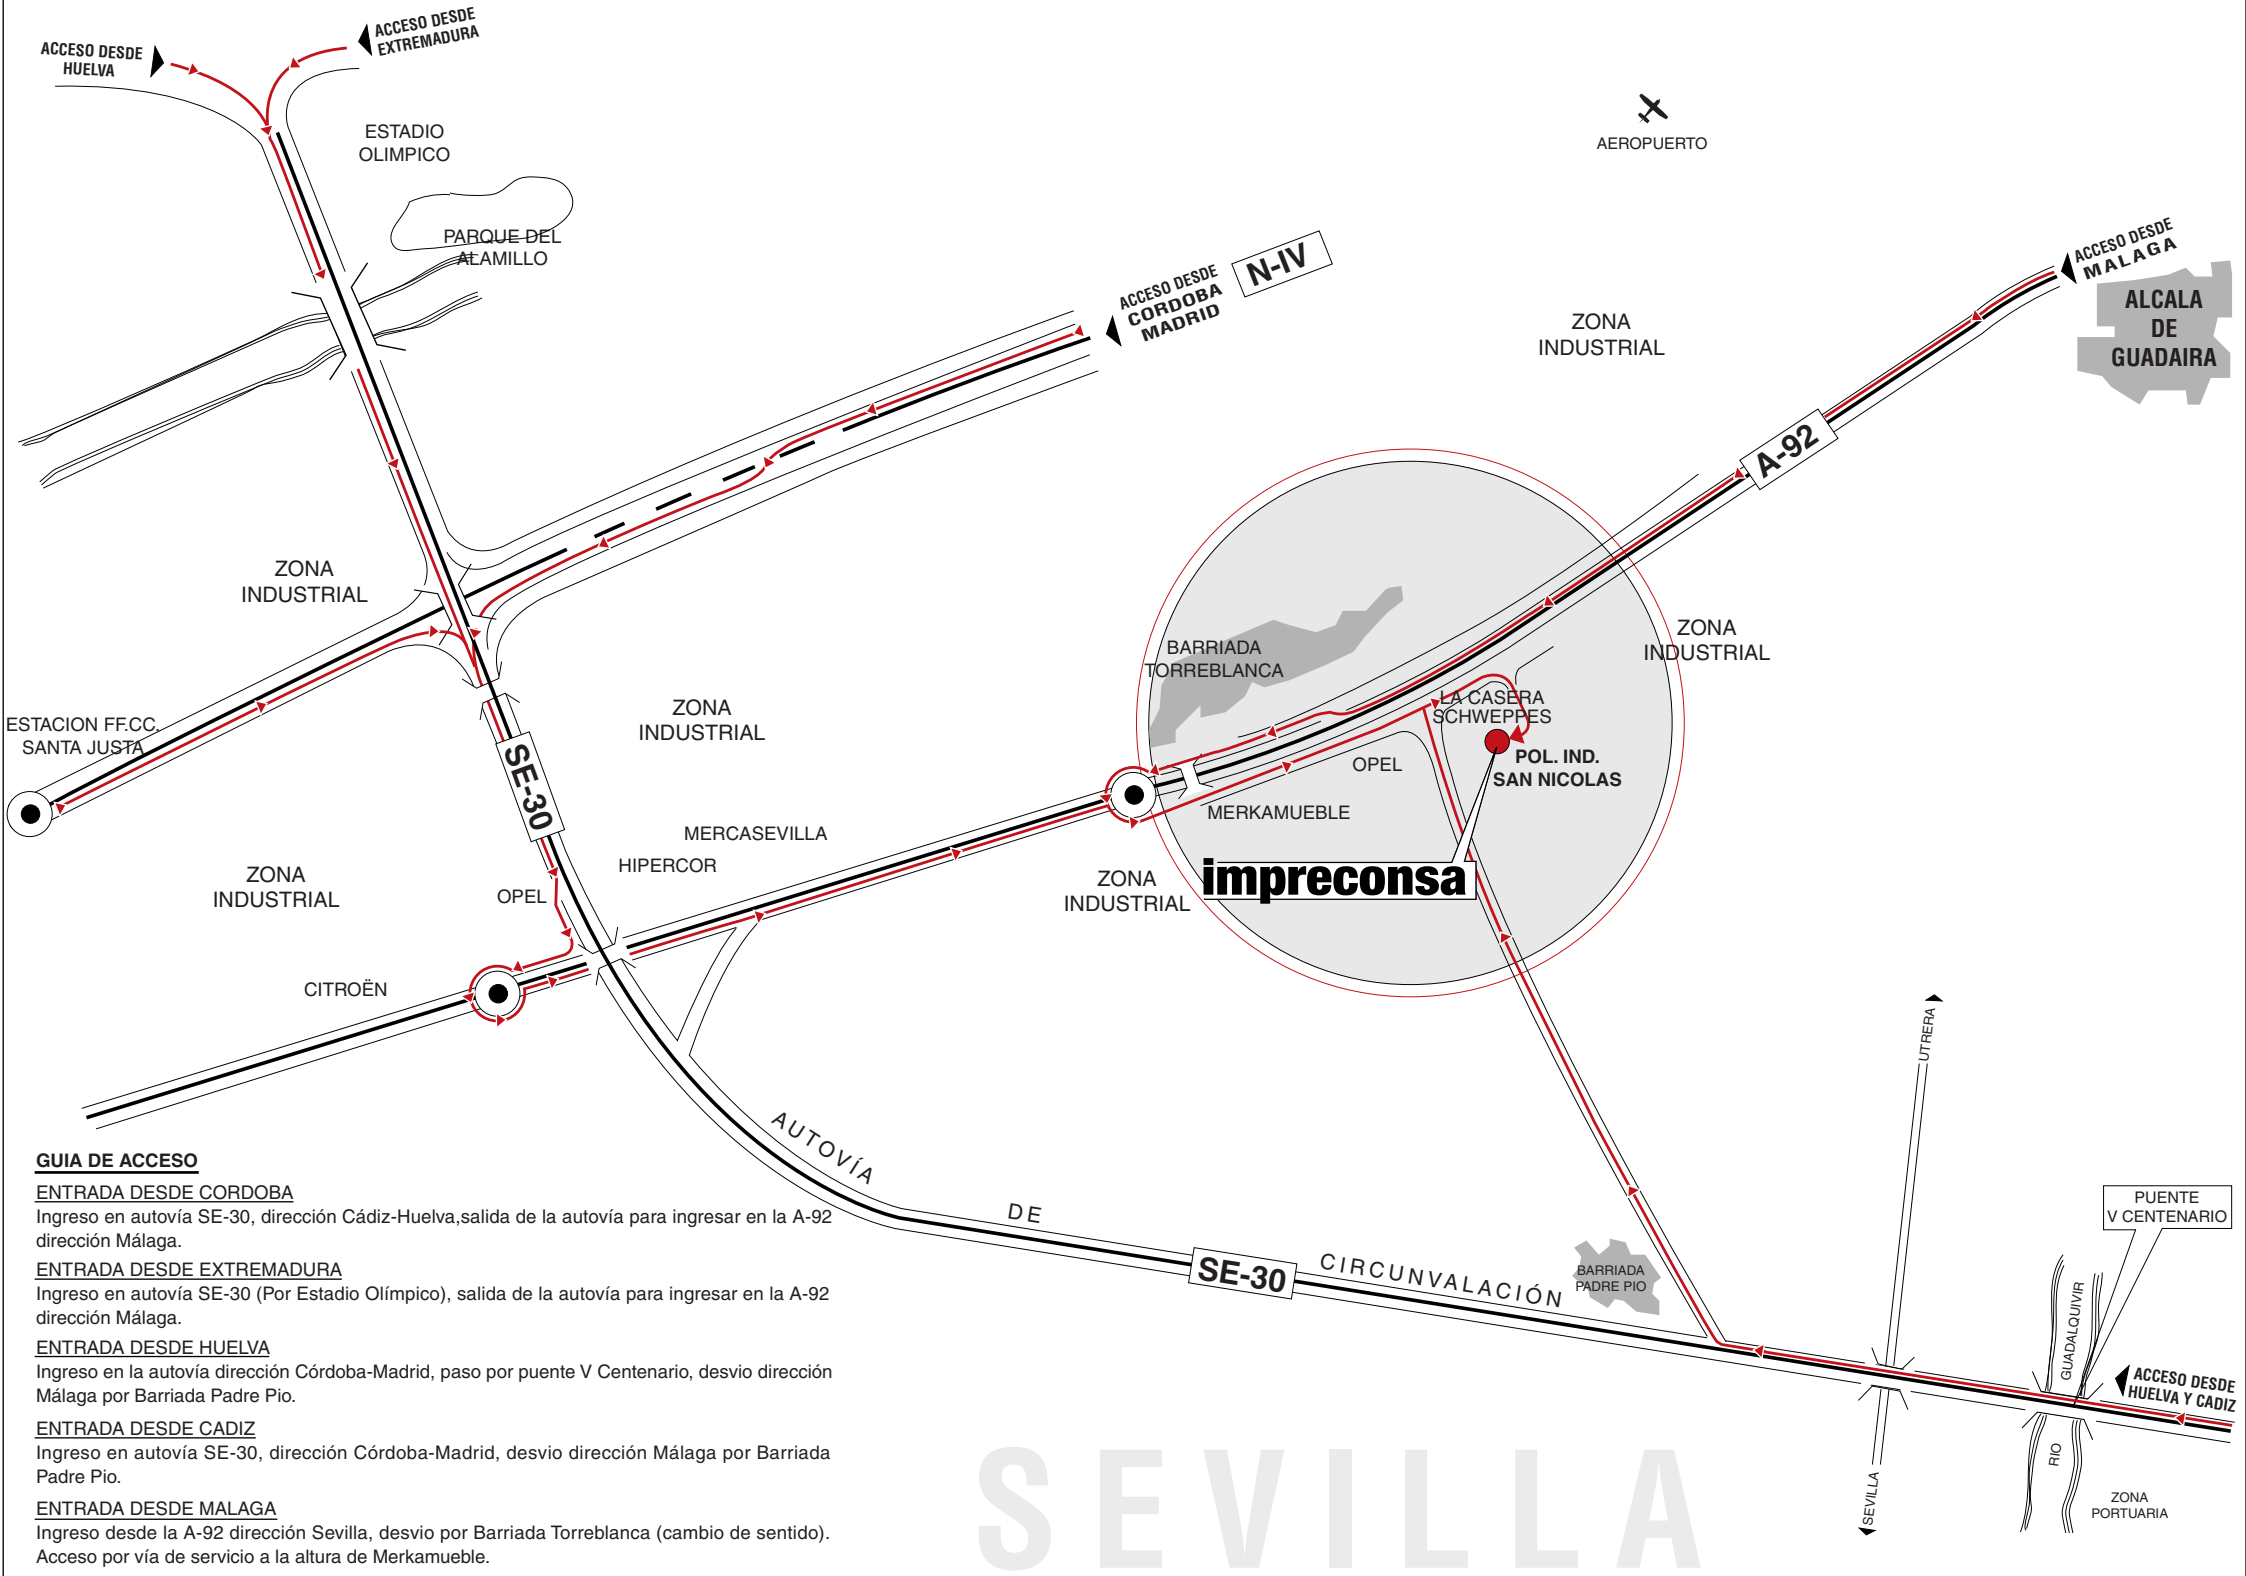 ACCESO DESDE
HUELVA
ACCESO DESDE
EXTREMADURA
ESTADIO
OLIMPICO
PARQUE DEL
ALAMILLO
AEROPUERTO
ACCESO DESDE
CORDOBA
MADRID
N-IV
ACCESO DESDE
MALAGA
ALCALA
DE
GUADAIRA
ZONA
INDUSTRIAL
A-92
ZONA
INDUSTRIAL
ZONA
INDUSTRIAL
BARRIADA
TORREBLANCA
ESTACION FF.CC.
SANTA JUSTA
ZONA
INDUSTRIAL
LA CASERA
SCHWEPPES
POL. IND.
SAN NICOLAS
OPEL
MERKAMUEBLE
SE-30
MERCASEVILLA
HIPERCOR
ZONA
INDUSTRIAL
OPEL
ZONA
INDUSTRIAL
impreconsa
CITROËN
UTRERA
AUTOVÍA
DE
SE-30
CIRCUNVALACIÓN
BARRIADA
PADRE PIO
PUENTE
V CENTENARIO
GUADALQUIVIR
ACCESO DESDE
HUELVA Y CADIZ
RIO
SEVILLA
ZONA
PORTUARIA
GUIA DE ACCESO
ENTRADA DESDE CORDOBA
Ingreso en autovía SE-30, dirección Cádiz-Huelva,salida de la autovía para ingresar en la A-92
dirección Málaga.
ENTRADA DESDE EXTREMADURA
Ingreso en autovía SE-30 (Por Estadio Olímpico), salida de la autovía para ingresar en la A-92
dirección Málaga.
ENTRADA DESDE HUELVA
Ingreso en la autovía dirección Córdoba-Madrid, paso por puente V Centenario, desvio dirección
Málaga por Barriada Padre Pio.
ENTRADA DESDE CADIZ
Ingreso en autovía SE-30, dirección Córdoba-Madrid, desvio dirección Málaga por Barriada
Padre Pio.
ENTRADA DESDE MALAGA
Ingreso desde la A-92 dirección Sevilla, desvio por Barriada Torreblanca (cambio de sentido).
Acceso por vía de servicio a la altura de Merkamueble.
SEVILLA